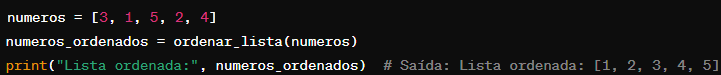 numeros = [3, 1, 5, 2, 4]
numeros_ordenados = ordenar_lista(numeros)
print("Lista ordenada:", numeros_ordenados)  # Saída: Lista ordenada: [1, 2, 3, 4, 5]